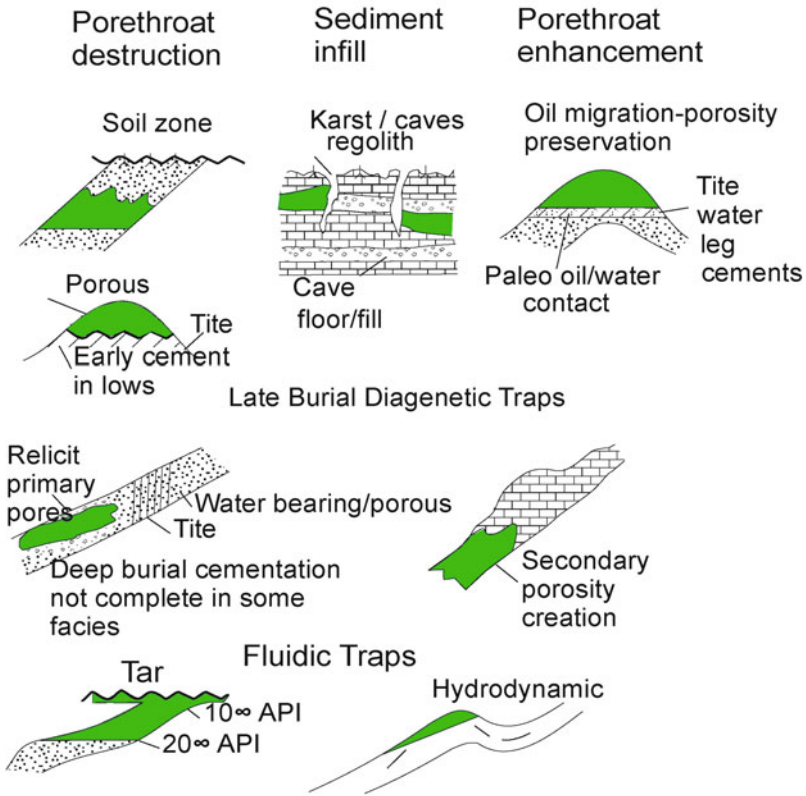 Porethroat
destruction
Sediment
infill
Porethroat
enhancement
Soil zone
Karst / caves
regolith
Oil migration-porosity
preservation
Tite
water
leg
cements
Paleo oil/water
contact
Cave
floor/fill
Porous
Tite
Early cement
in lows
Late Burial Diagenetic Traps
Relicit
primary
pores
Water bearing/porous
Tite
Deep burial cementation
not complete in some
facies
Secondary
porosity
creation
Fluidic Traps
Tar
10∞ API
20∞ API
Hydrodynamic